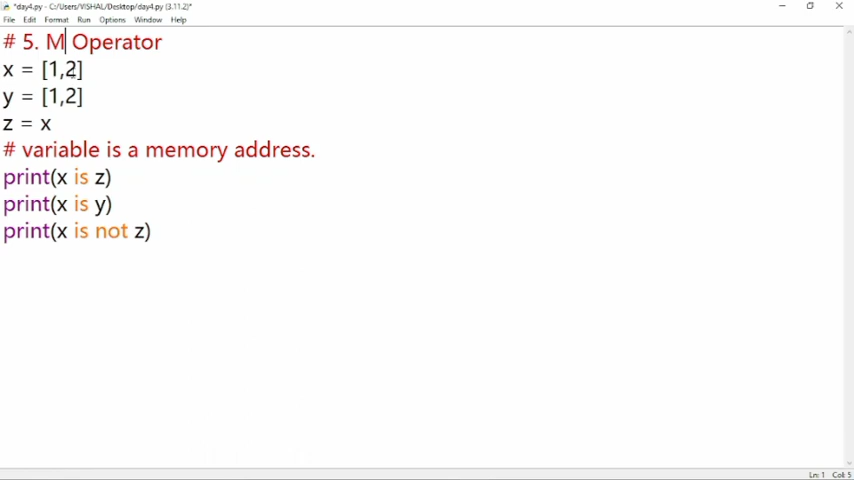 *day4.py - C:/Users/VISHAL/Desktop/day4.py (3.11.2)*
File Edit Format Run Options Window Help
# 5. M Operator
x = [1,2]
y = [1,2]
z = x
# variable is a memory address.
print(x is z)
print(x is y)
print(x is not z)
Ln: 1 Col: 5